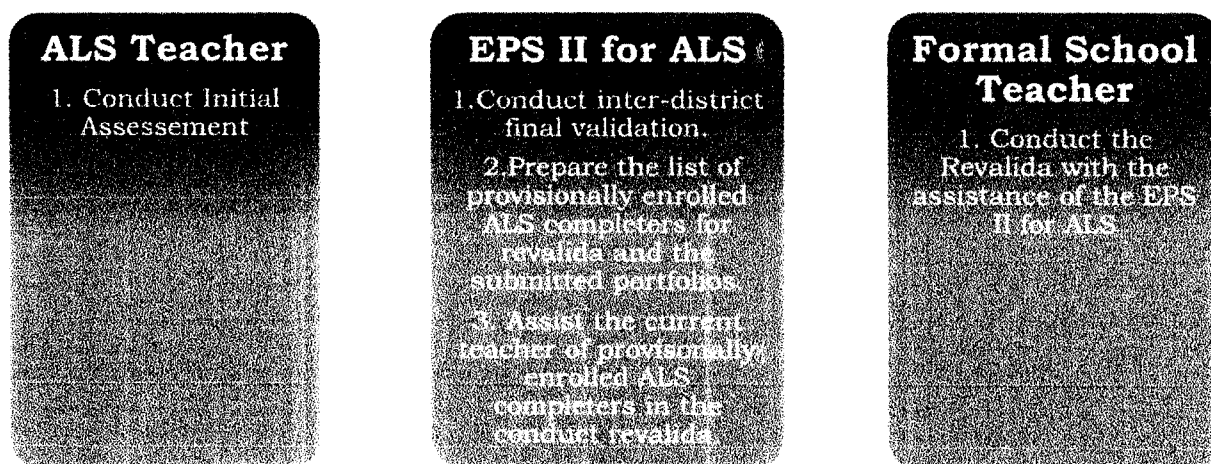 ALS Teacher
1. Conduct Initial
Assessement
EPS II for ALS
1.Conduct inter-district
final validation.
2.Prepare the list of
provisionally enrolled
ALS completers for
revalida and the
submitted portfolios.
3. Assist the current
teacher of provisonally
enrolled ALS
completers in the
conduct revalida.
Formal School
Teacher
1. Conduct the
Revalida with the
assistance of the EPS
II for ALS